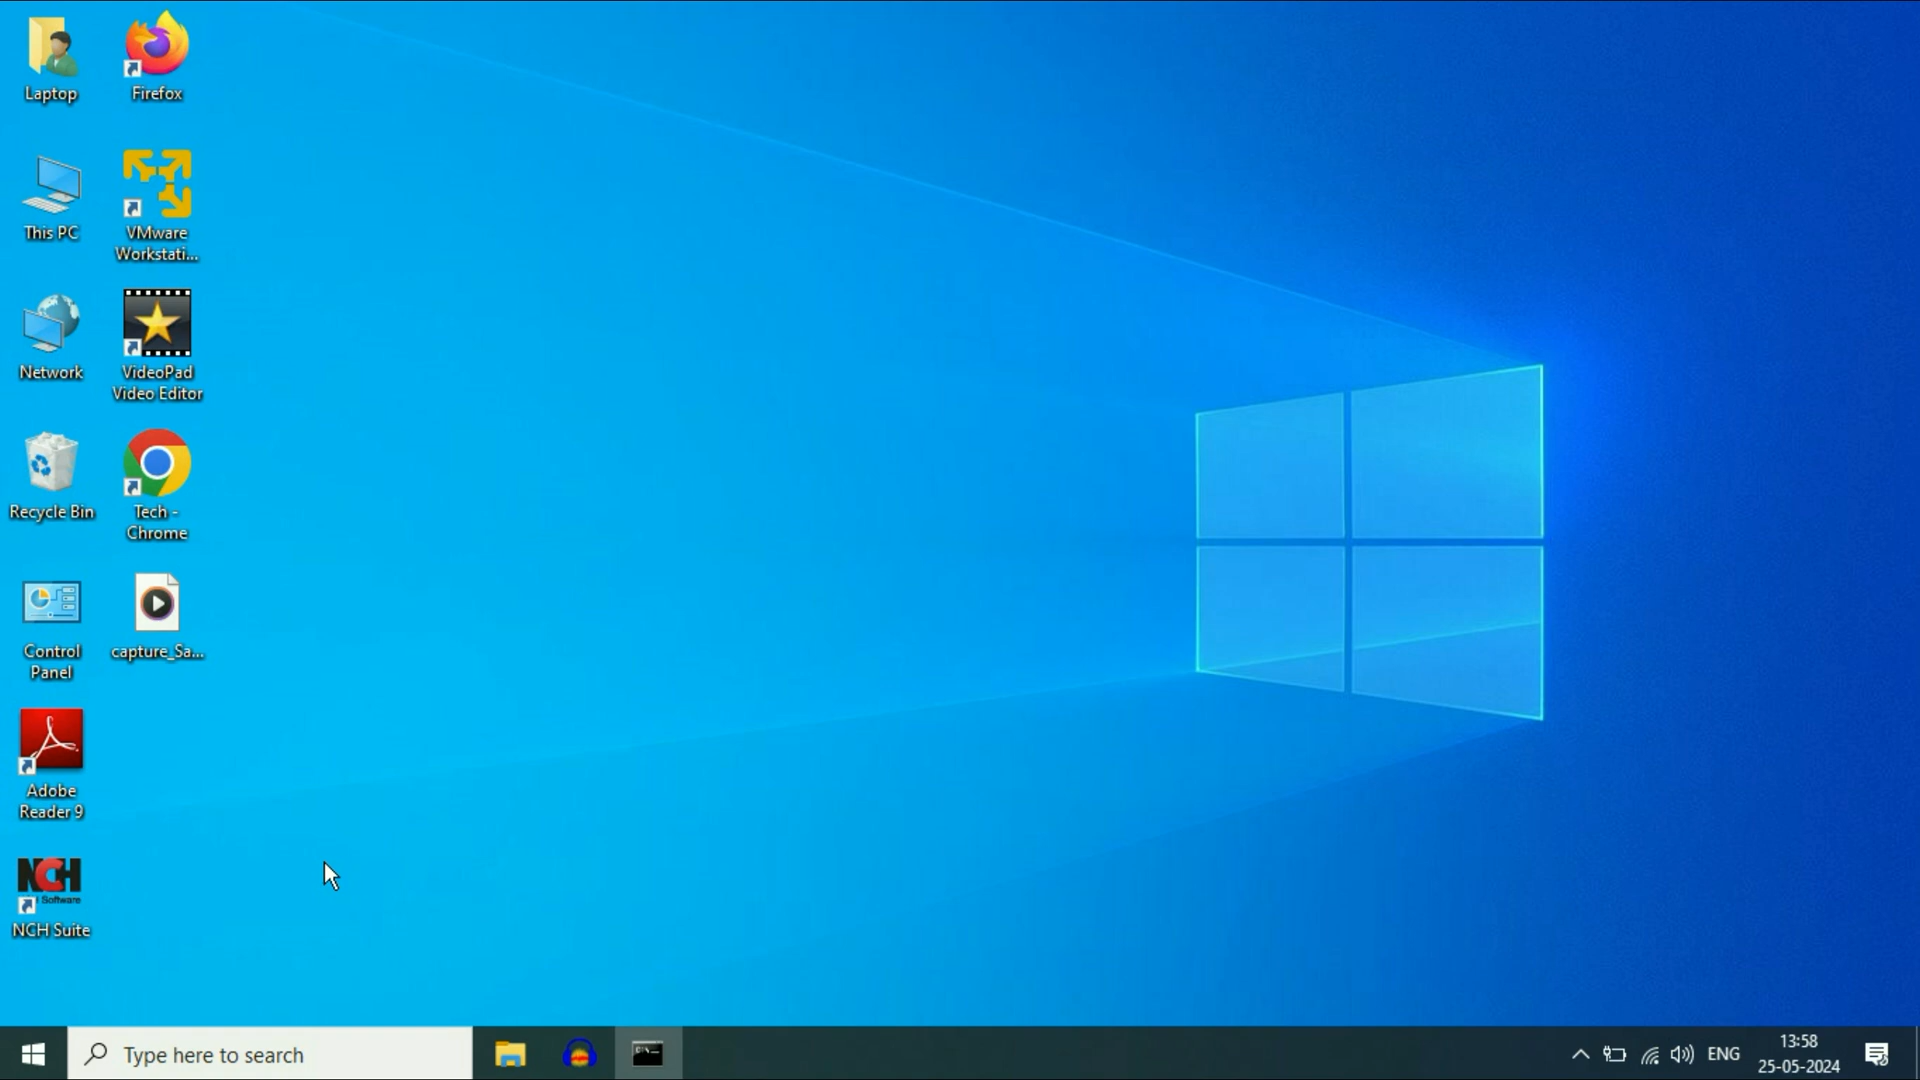 Laptop
Firefox
This PC
VMware
Workstati...
Network
VideoPad
Video Editor
Recycle Bin
Tech -
Chrome
Control
Panel
capture_Sa...
Adobe
Reader 9
NCH
Software
NCH Suite
Type here to search
C:\_
ENG
13:58
25-05-2024